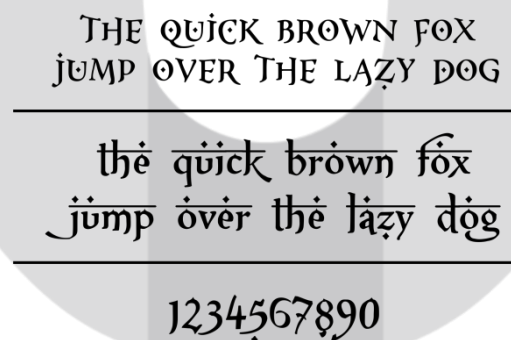 THE QUICK BROWN FOX
JUMP OVER THE LAZY DOG
the quick brown fox
jump over the lazy dog
1234567890